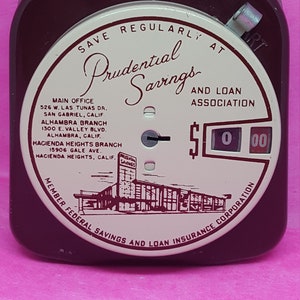 SAVE REGULARLY AT
Prudential
Savings
AND LOAN
ASSOCIATION
MAIN OFFICE
526 W. LAS TUNAS DR.
SAN GABRIEL, CALIF.
ALHAMBRA BRANCH
1300 E. VALLEY BLVD.
ALHAMBRA, CALIF.
HACIENDA HEIGHTS BRANCH
15906 GALE AVE.
HACIENDA HEIGHTS, CALIF.
$ 0 00
MEMBER FEDERAL SAVINGS AND LOAN INSURANCE CORPORATION